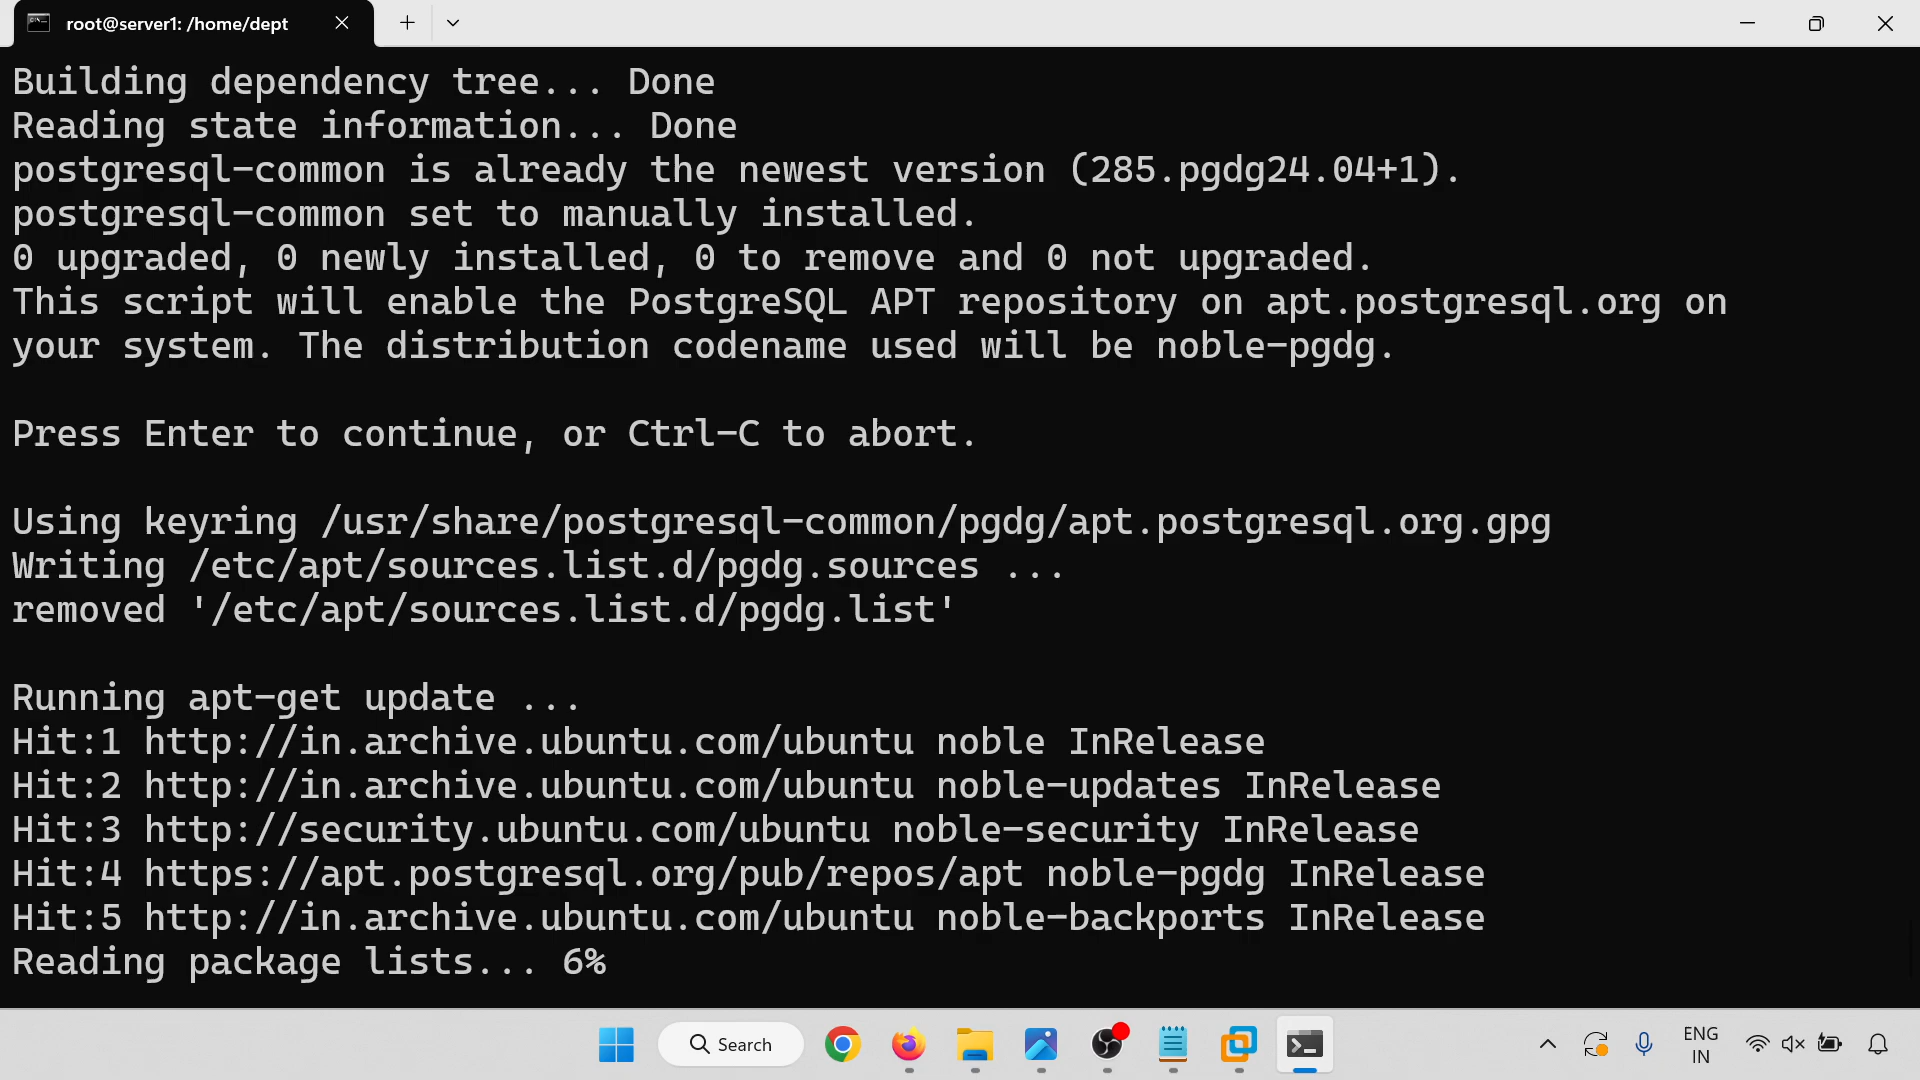 root@server1: /home/dept
Building dependency tree... Done
Reading state information... Done
postgresql-common is already the newest version (285.pgdg24.04+1).
postgresql-common set to manually installed.
0 upgraded, 0 newly installed, 0 to remove and 0 not upgraded.
This script will enable the PostgreSQL APT repository on apt.postgresql.org on
your system. The distribution codename used will be noble-pgdg.
Press Enter to continue, or Ctrl-C to abort.
Using keyring /usr/share/postgresql-common/pgdg/apt.postgresql.org.gpg
Writing /etc/apt/sources.list.d/pgdg.sources ...
removed '/etc/apt/sources.list.d/pgdg.list'
Running apt-get update ...
Hit:1 http://in.archive.ubuntu.com/ubuntu noble InRelease
Hit:2 http://in.archive.ubuntu.com/ubuntu noble-updates InRelease
Hit:3 http://security.ubuntu.com/ubuntu noble-security InRelease
Hit:4 https://apt.postgresql.org/pub/repos/apt noble-pgdg InRelease
Hit:5 http://in.archive.ubuntu.com/ubuntu noble-backports InRelease
Reading package lists... 6%
Search
ENG
IN